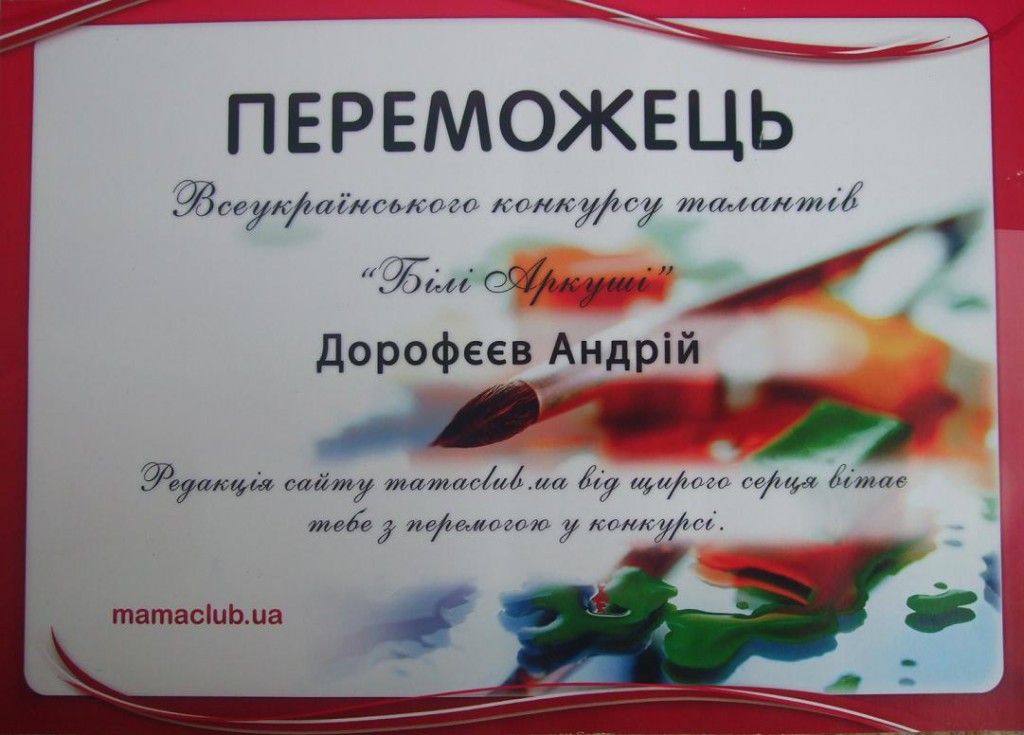 ПЕРЕМОЖЕЦЬ
Всеукраїнського конкурсу талантів
“Білі Аркуші”
Дорофєєв Андрій
Редакція сайту mamaclub.ua від щирого серця вітає
тебе з перемогою у конкурсі.
mamaclub.ua